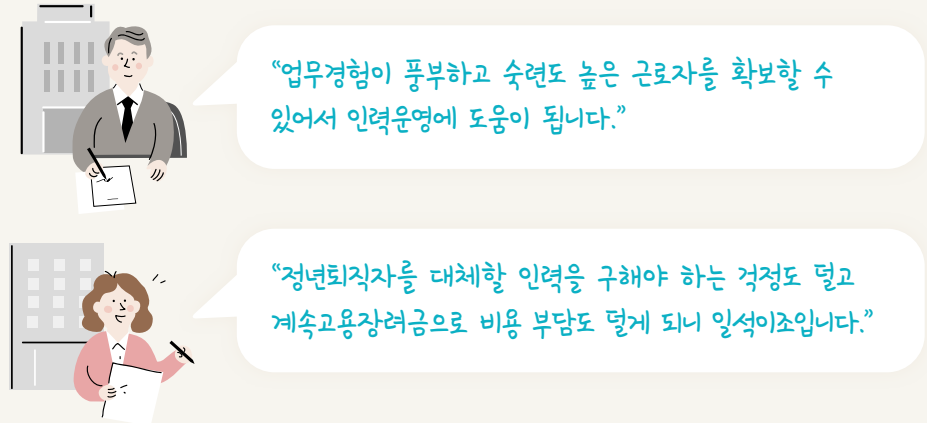 “업무경험이 풍부하고 숙련도 높은 근로자를 확보할 수
있어서 인력운영에 도움이 됩니다.”
“정년퇴직자를 대체할 인력을 구해야 하는 걱정도 덜고
계속고용장려금으로 비용 부담도 덜게 되니 일석이조입니다.”